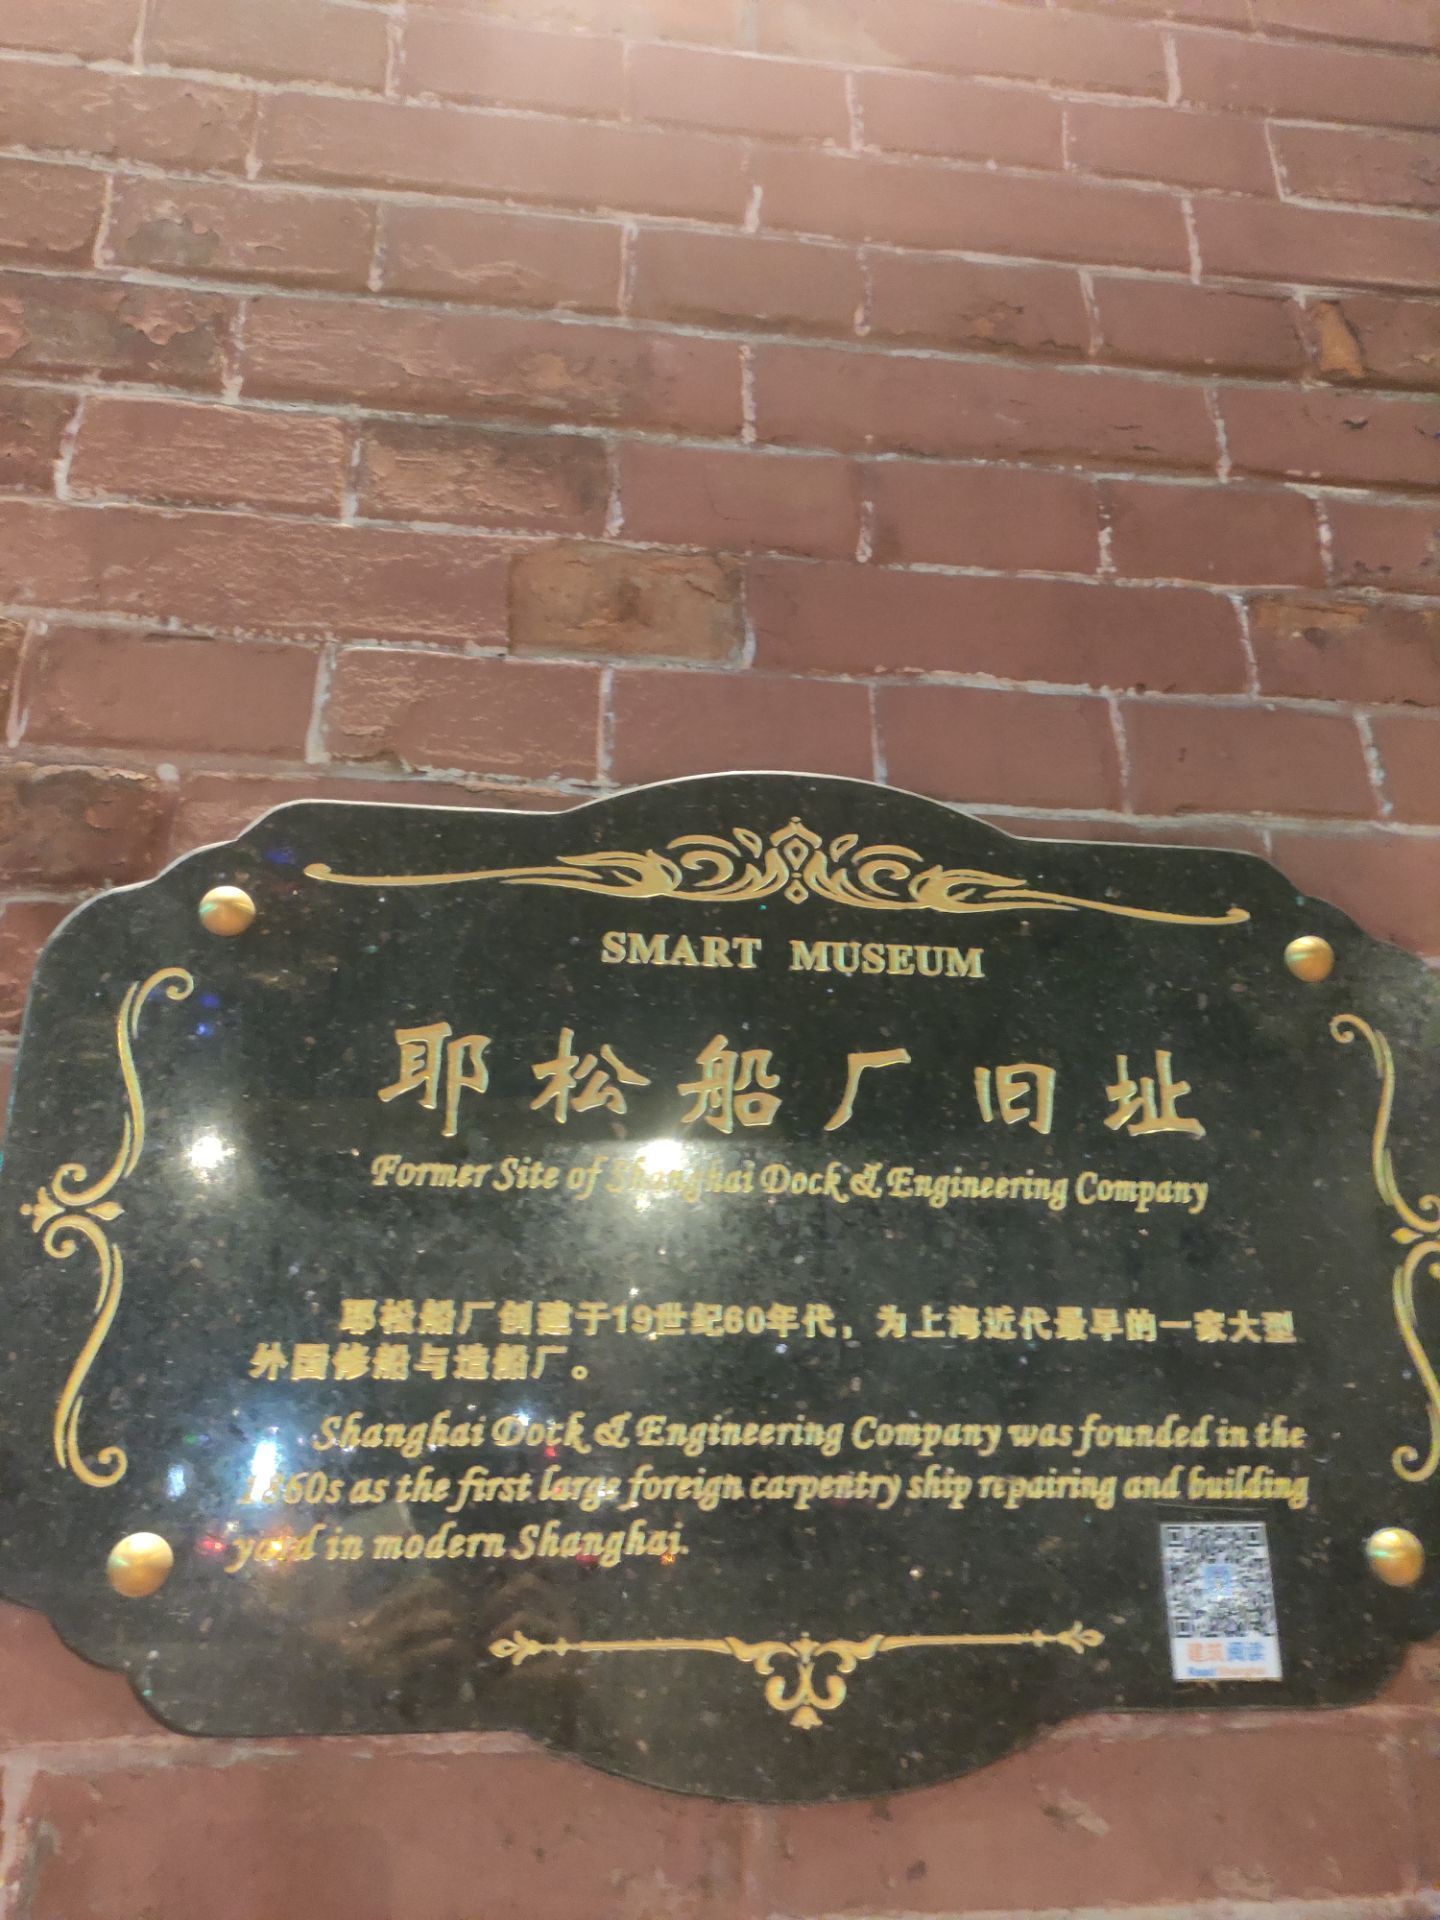 SMART MUSEUM
耶松船厂旧址
Former Site of Shanghai Dock & Engineering Company
耶松船厂创建于19世纪60年代，为上海近代最早的一家大型
外国修船与造船厂。
Shanghai Dock & Engineering Company was founded in the
1860s as the first large foreign carpentry ship repairing and building
yard in modern Shanghai.
建筑阅读
Read Shanghai